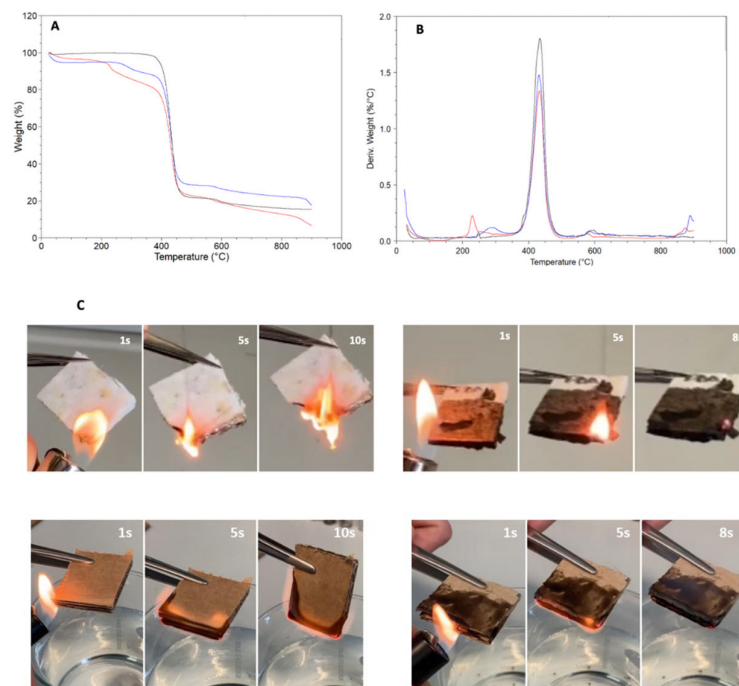 A
120
100
80
60
40
20
0
Weight (%)
0 200 400 600 800 1000
Temperature (°C)
B
2.0
1.5
1.0
0.5
0.0
Deriv. Weight (%/°C)
0 200 400 600 800 1000
Temperature (°C)
C
1s 5s 10s
1s 5s 8
1s 5s 10s
1s 5s 8s